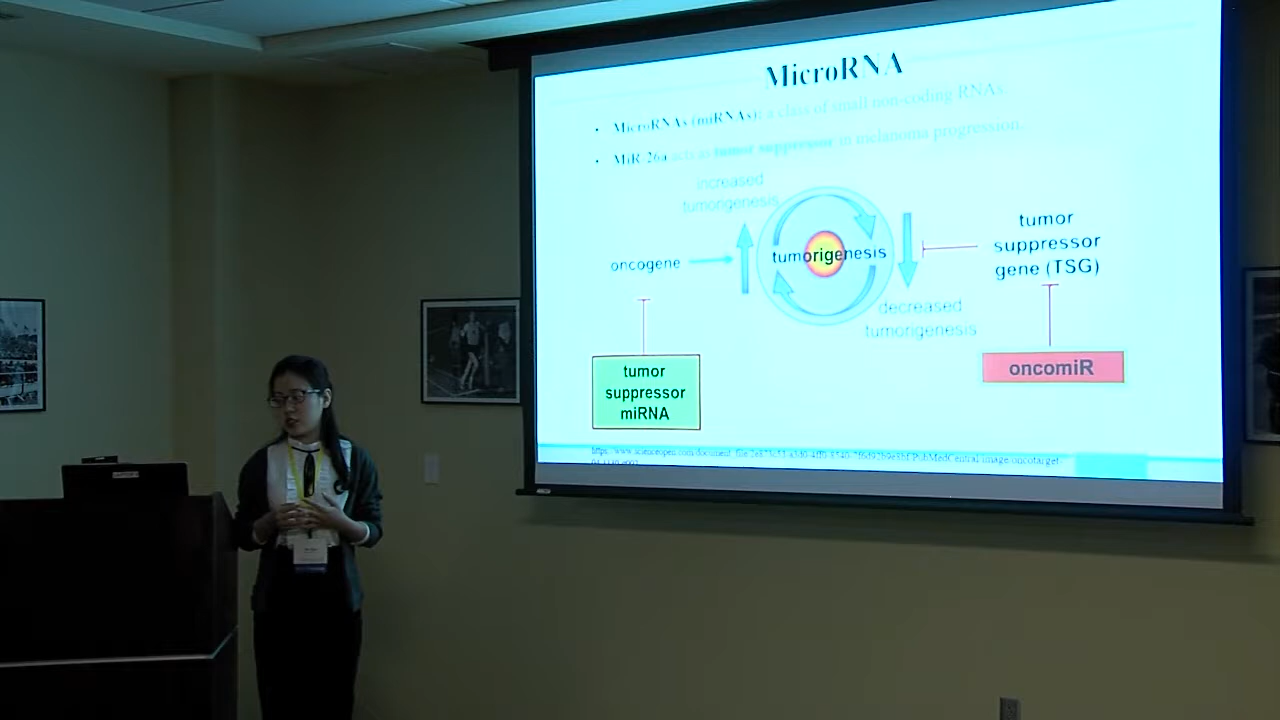 MicroRNA
• MicroRNAs (miRNAs): a class of small non-coding RNAs.
• MiR-26a acts as tumor suppressor in melanoma progression.
increased
tumorigenesis
oncogene
tumorigenesis
tumor
suppressor
gene (TSG)
decreased
tumorigenesis
tumor
suppressor
miRNA
oncomiR